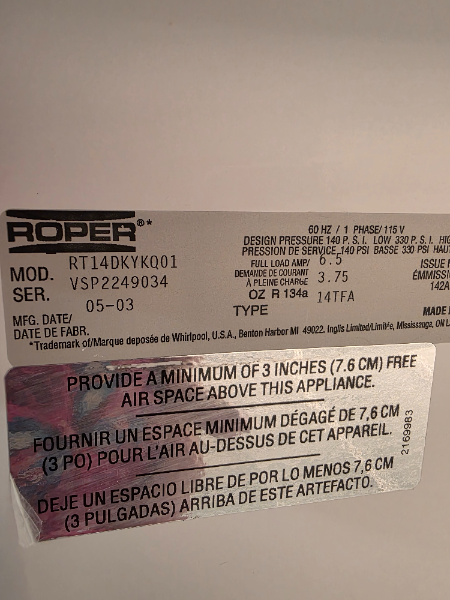 ROPER®*
MOD. RT14DKYKQ01
SER. VSP2249034
MFG. DATE/ 05-03
DATE DE FABR.
60 HZ / 1 PHASE/ 115 V
DESIGN PRESSURE 140 P. S. I. LOW 330 P. S. I.
PRESSION DE SERVICE 140 PSI BASSE 330 PSI
FULL LOAD AMP/ 6.5
DEMANDE DE COURANT
À PLEINE CHARGE 3.75
OZ R 134a
TYPE 14TFA
ISSUE
142A
MADE
*Trademark of/Marque deposée de Whirlpool, U.S.A., Benton Harbor MI 49022. Inglis Limited/Limitée, Mississauga, ON
PROVIDE A MINIMUM OF 3 INCHES (7.6 CM) FREE
AIR SPACE ABOVE THIS APPLIANCE.
FOURNIR UN ESPACE MINIMUM DÉGAGÉ DE 7,6 CM
(3 PO) POUR L'AIR AU-DESSUS DE CET APPAREIL.
DEJE UN ESPACIO LIBRE DE POR LO MENOS 7,6 CM
(3 PULGADAS) ARRIBA DE ESTE ARTEFACTO.
2169983